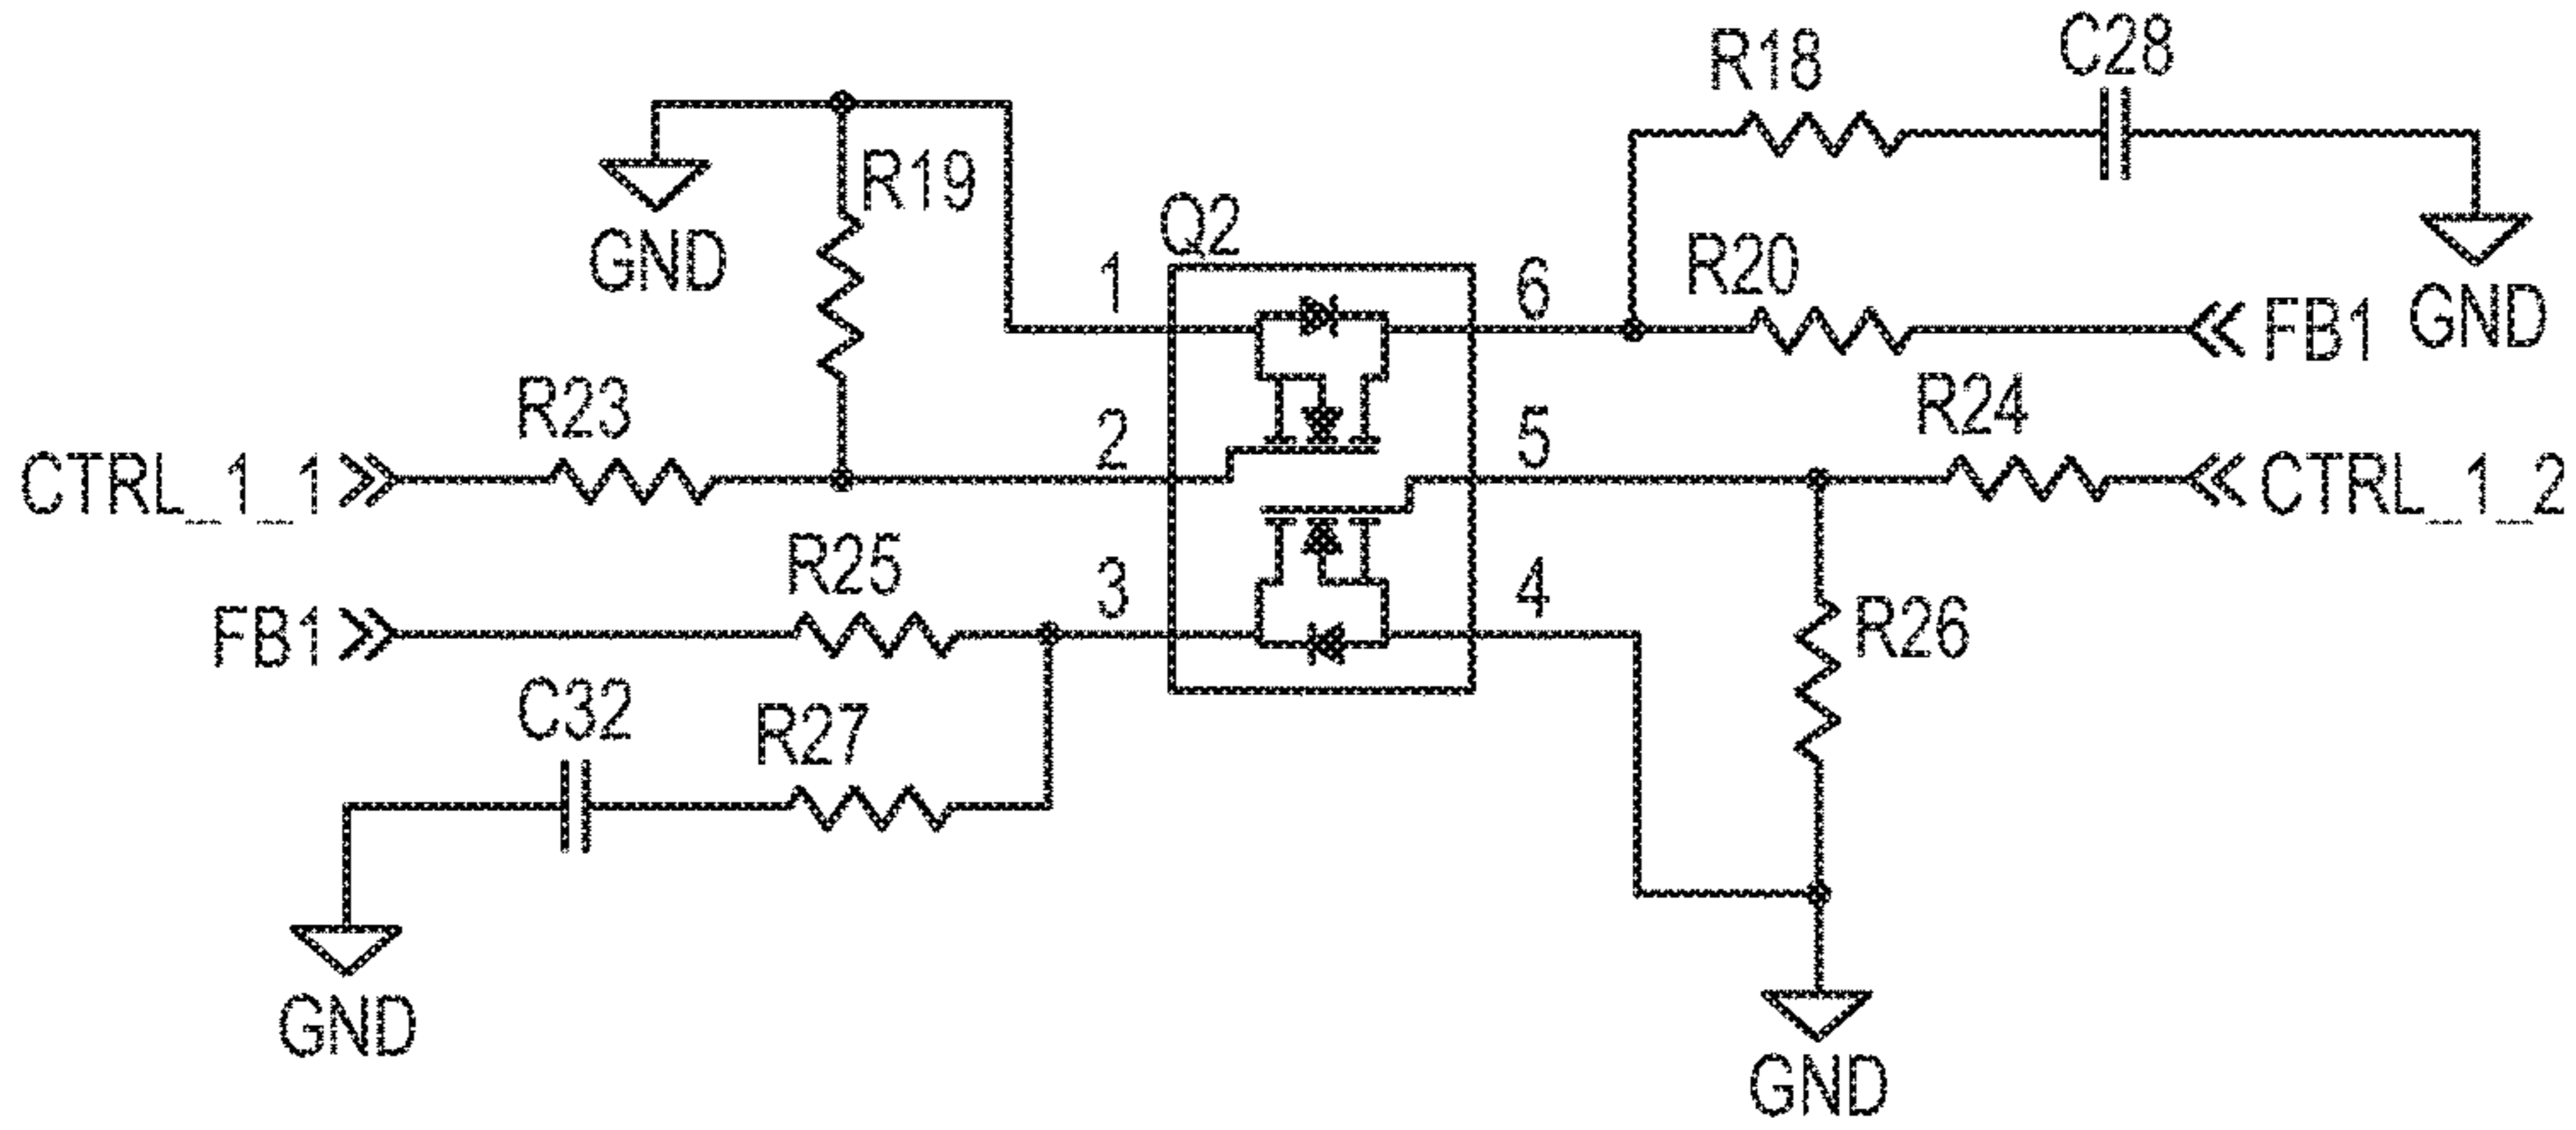 R18
C28
R19
GND
Q2
1
6
R20
FB1
GND
R23
2
5
R24
CTRL_1_1
CTRL_1_2
R25
3
4
FB1
R26
C32
R27
GND
GND